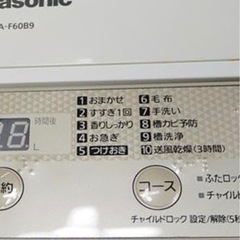 asonic
A-F60B9
1 おまかせ
2 すすぎ1回
3 香りしっかり
4 お急ぎ
5 つけおき
6 毛布
7 手洗い
8 槽カビ予防
9 槽洗浄
10 送風乾燥(3時間)
時間後
L
約
コース
・ふたロッ
・チャイル
チャイルドロック 設定/解除(5秒